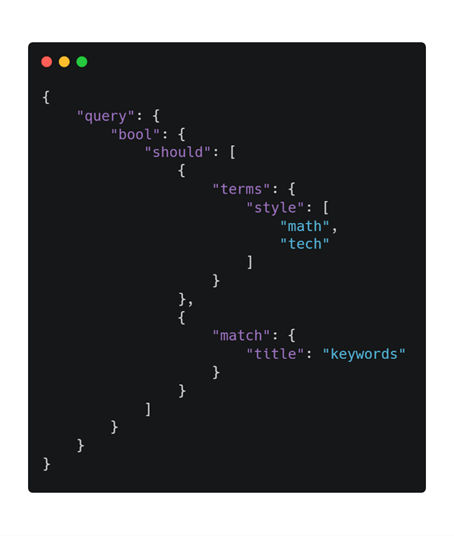 {
    "query": {
        "bool": {
            "should": [
                {
                    "terms": {
                        "style": [
                            "math",
                            "tech"
                        ]
                    }
                },
                {
                    "match": {
                        "title": "keywords"
                    }
                }
            ]
        }
    }
}